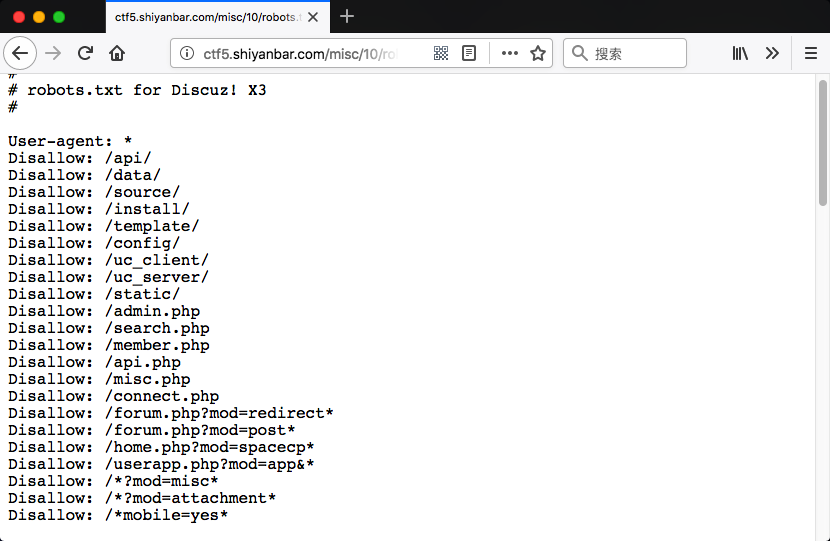 ctf5.shiyanbar.com/misc/10/robots.t
ctf5.shiyanbar.com/misc/10/ro
搜索
#
# robots.txt for Discuz! X3
#
User-agent: *
Disallow: /api/
Disallow: /data/
Disallow: /source/
Disallow: /install/
Disallow: /template/
Disallow: /config/
Disallow: /uc_client/
Disallow: /uc_server/
Disallow: /static/
Disallow: /admin.php
Disallow: /search.php
Disallow: /member.php
Disallow: /api.php
Disallow: /misc.php
Disallow: /connect.php
Disallow: /forum.php?mod=redirect*
Disallow: /forum.php?mod=post*
Disallow: /home.php?mod=spacecp*
Disallow: /userapp.php?mod=app&*
Disallow: /*?mod=misc*
Disallow: /*?mod=attachment*
Disallow: /*mobile=yes*